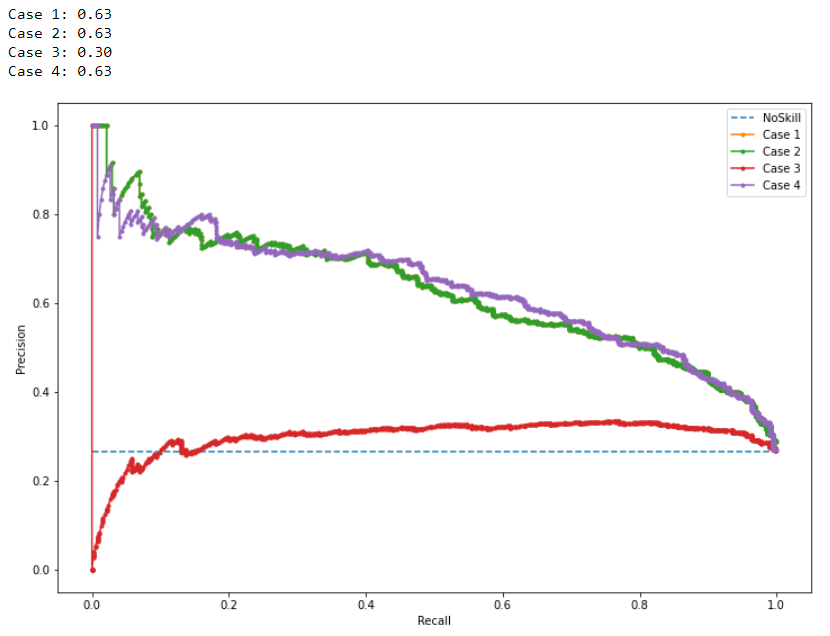 Case 1: 0.63
Case 2: 0.63
Case 3: 0.30
Case 4: 0.63
NoSkill
Case 1
Case 2
Case 3
Case 4
1.0
0.8
0.6
0.4
0.2
0.0
Precision
0.0 0.2 0.4 0.6 0.8 1.0
Recall